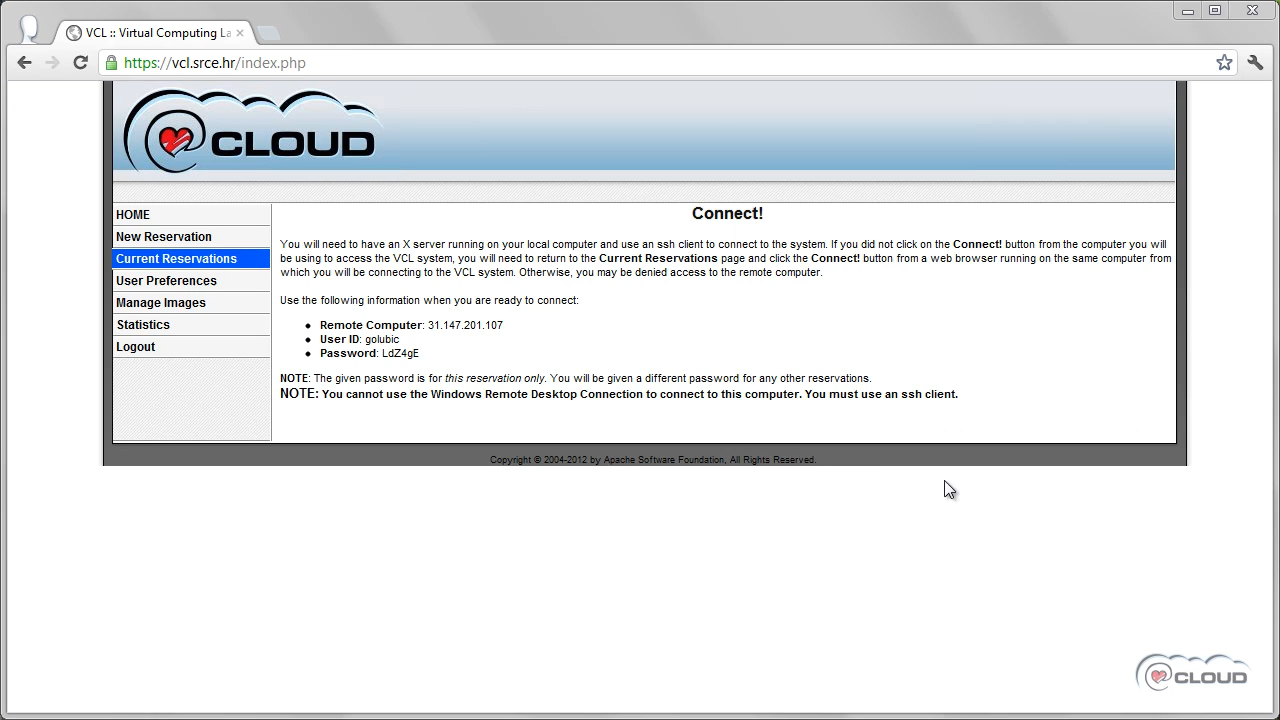 VCL :: Virtual Computing La
https://vcl.srce.hr/index.php
@CLOUD
HOME
New Reservation
Current Reservations
User Preferences
Manage Images
Statistics
Logout
Connect!
You will need to have an X server running on your local computer and use an ssh client to connect to the system. If you did not click on the Connect! button from the computer you will
be using to access the VCL system, you will need to return to the Current Reservations page and click the Connect! button from a web browser running on the same computer from
which you will be connecting to the VCL system. Otherwise, you may be denied access to the remote computer.
Use the following information when you are ready to connect:
• Remote Computer: 31.147.201.107
• User ID: golubic
• Password: LdZ4gE
NOTE: The given password is for this reservation only. You will be given a different password for any other reservations.
NOTE: You cannot use the Windows Remote Desktop Connection to connect to this computer. You must use an ssh client.
Copyright © 2004-2012 by Apache Software Foundation, All Rights Reserved.
@CLOUD